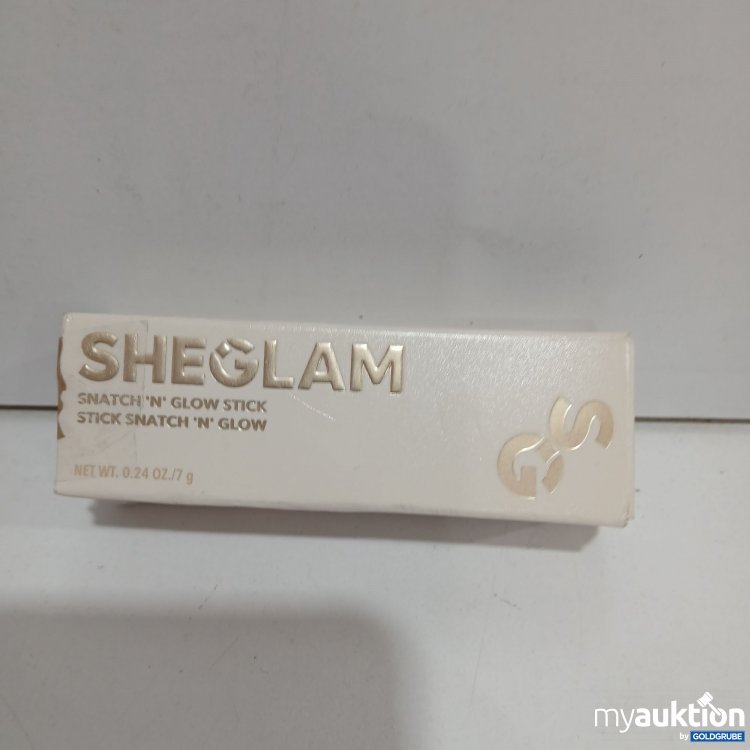 SHEGLAM
SNATCH 'N' GLOW STICK
STICK SNATCH 'N' GLOW
NET WT. 0.24 OZ./7 g
GS
myauktion
by GOLDGRUBE